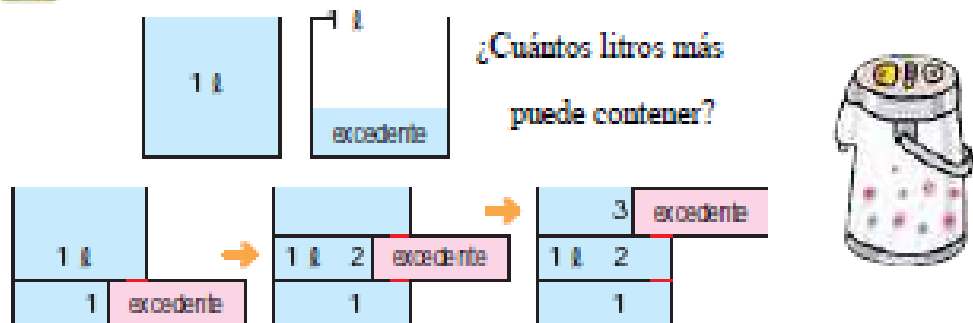 1 ℓ
1 ℓ
¿Cuántos litros más
puede contener?
excedente
3 excedente
1 ℓ 1 ℓ 2 excedente 1 ℓ 2
1 excedente 1 1